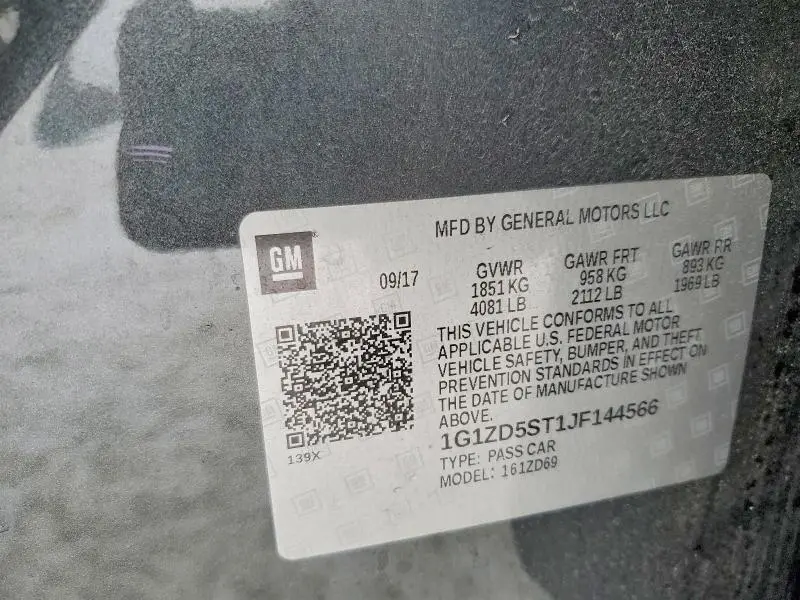 MFD BY GENERAL MOTORS LLC
GM
09/17
GVWR GAWR FRT GAWR RR
1851 KG 958 KG 893 KG
4081 LB 2112 LB 1969 LB
THIS VEHICLE CONFORMS TO ALL
APPLICABLE U.S. FEDERAL MOTOR
VEHICLE SAFETY, BUMPER, AND THEFT
PREVENTION STANDARDS IN EFFECT ON
THE DATE OF MANUFACTURE SHOWN
ABOVE.
1G1ZD5ST1JF144566
TYPE: PASS CAR
MODEL: 161ZD69
139X